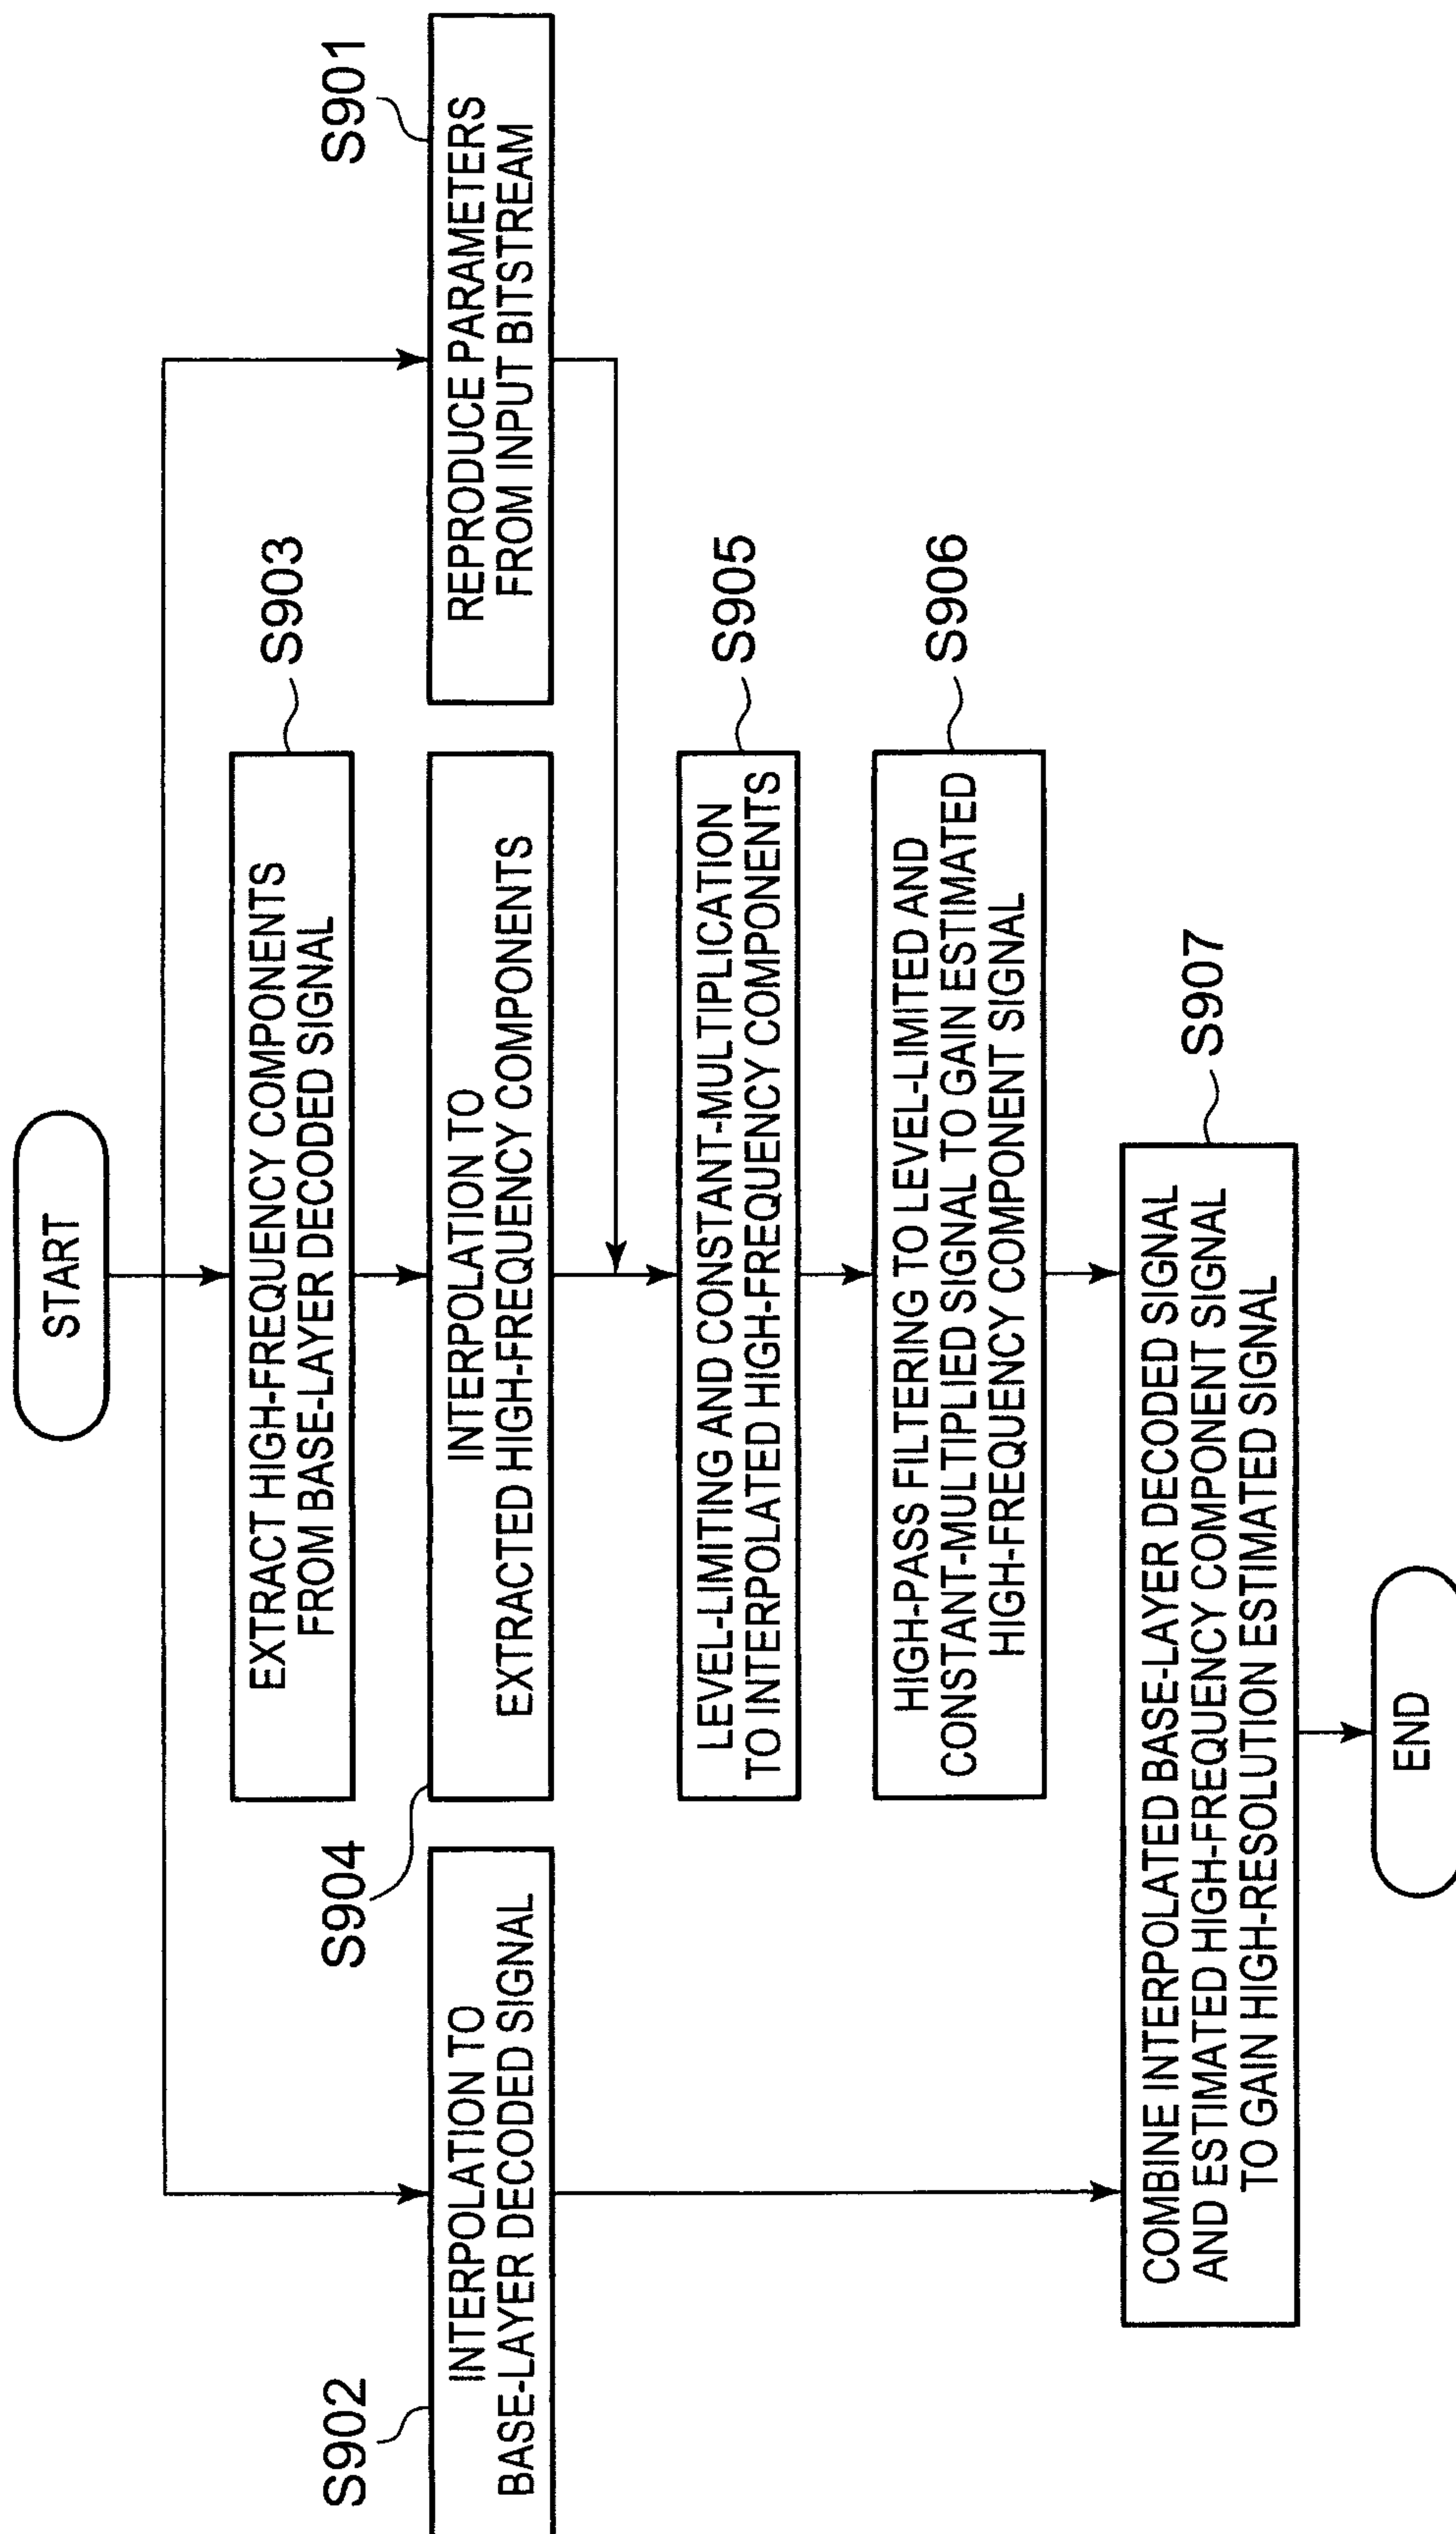 START
S903
EXTRACT HIGH-FREQUENCY COMPONENTS
FROM BASE-LAYER DECODED SIGNAL
S902
INTERPOLATION TO
BASE-LAYER DECODED SIGNAL
S904
INTERPOLATION TO
EXTRACTED HIGH-FREQUENCY COMPONENTS
S901
REPRODUCE PARAMETERS
FROM INPUT BITSTREAM
S905
LEVEL-LIMITING AND CONSTANT-MULTIPLICATION
TO INTERPOLATED HIGH-FREQUENCY COMPONENTS
S906
HIGH-PASS FILTERING TO LEVEL-LIMITED AND
CONSTANT-MULTIPLIED SIGNAL TO GAIN ESTIMATED
HIGH-FREQUENCY COMPONENT SIGNAL
S907
COMBINE INTERPOLATED BASE-LAYER DECODED SIGNAL
AND ESTIMATED HIGH-FREQUENCY COMPONENT SIGNAL
TO GAIN HIGH-RESOLUTION ESTIMATED SIGNAL
END